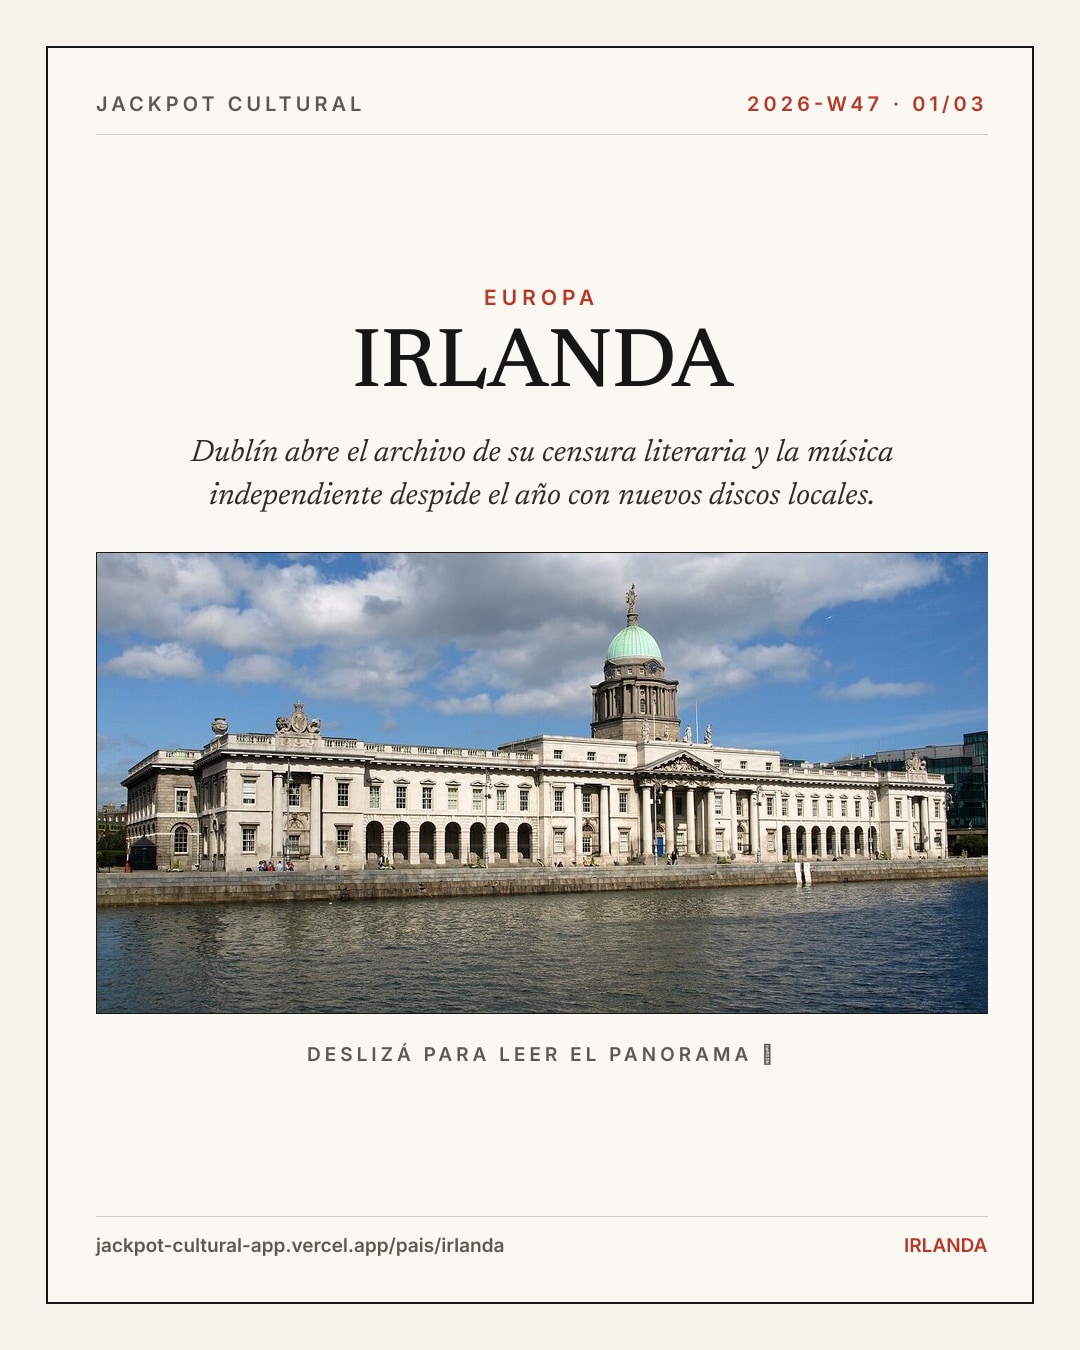 JACKPOT CULTURAL
2026-W47 · 01/03
EUROPA
IRLANDA
Dublín abre el archivo de su censura literaria y la música
independiente despide el año con nuevos discos locales.
DESLIZÁ PARA LEER EL PANORAMA
jackpot-cultural-app.vercel.app/pais/irlanda
IRLANDA